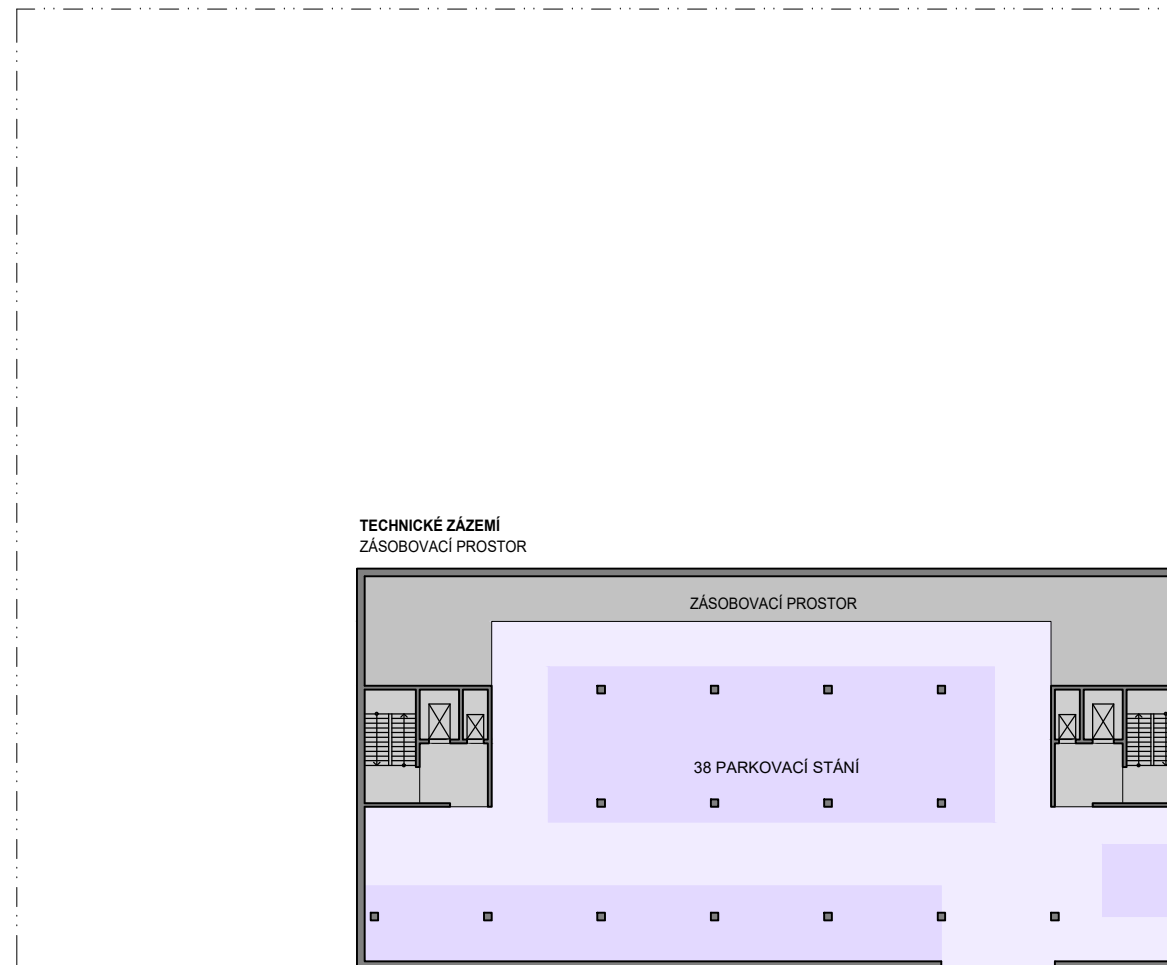 TECHNICKÉ ZÁZEMÍ
ZÁSOBOVACÍ PROSTOR
ZÁSOBOVACÍ PROSTOR
38 PARKOVACÍ STÁNÍ